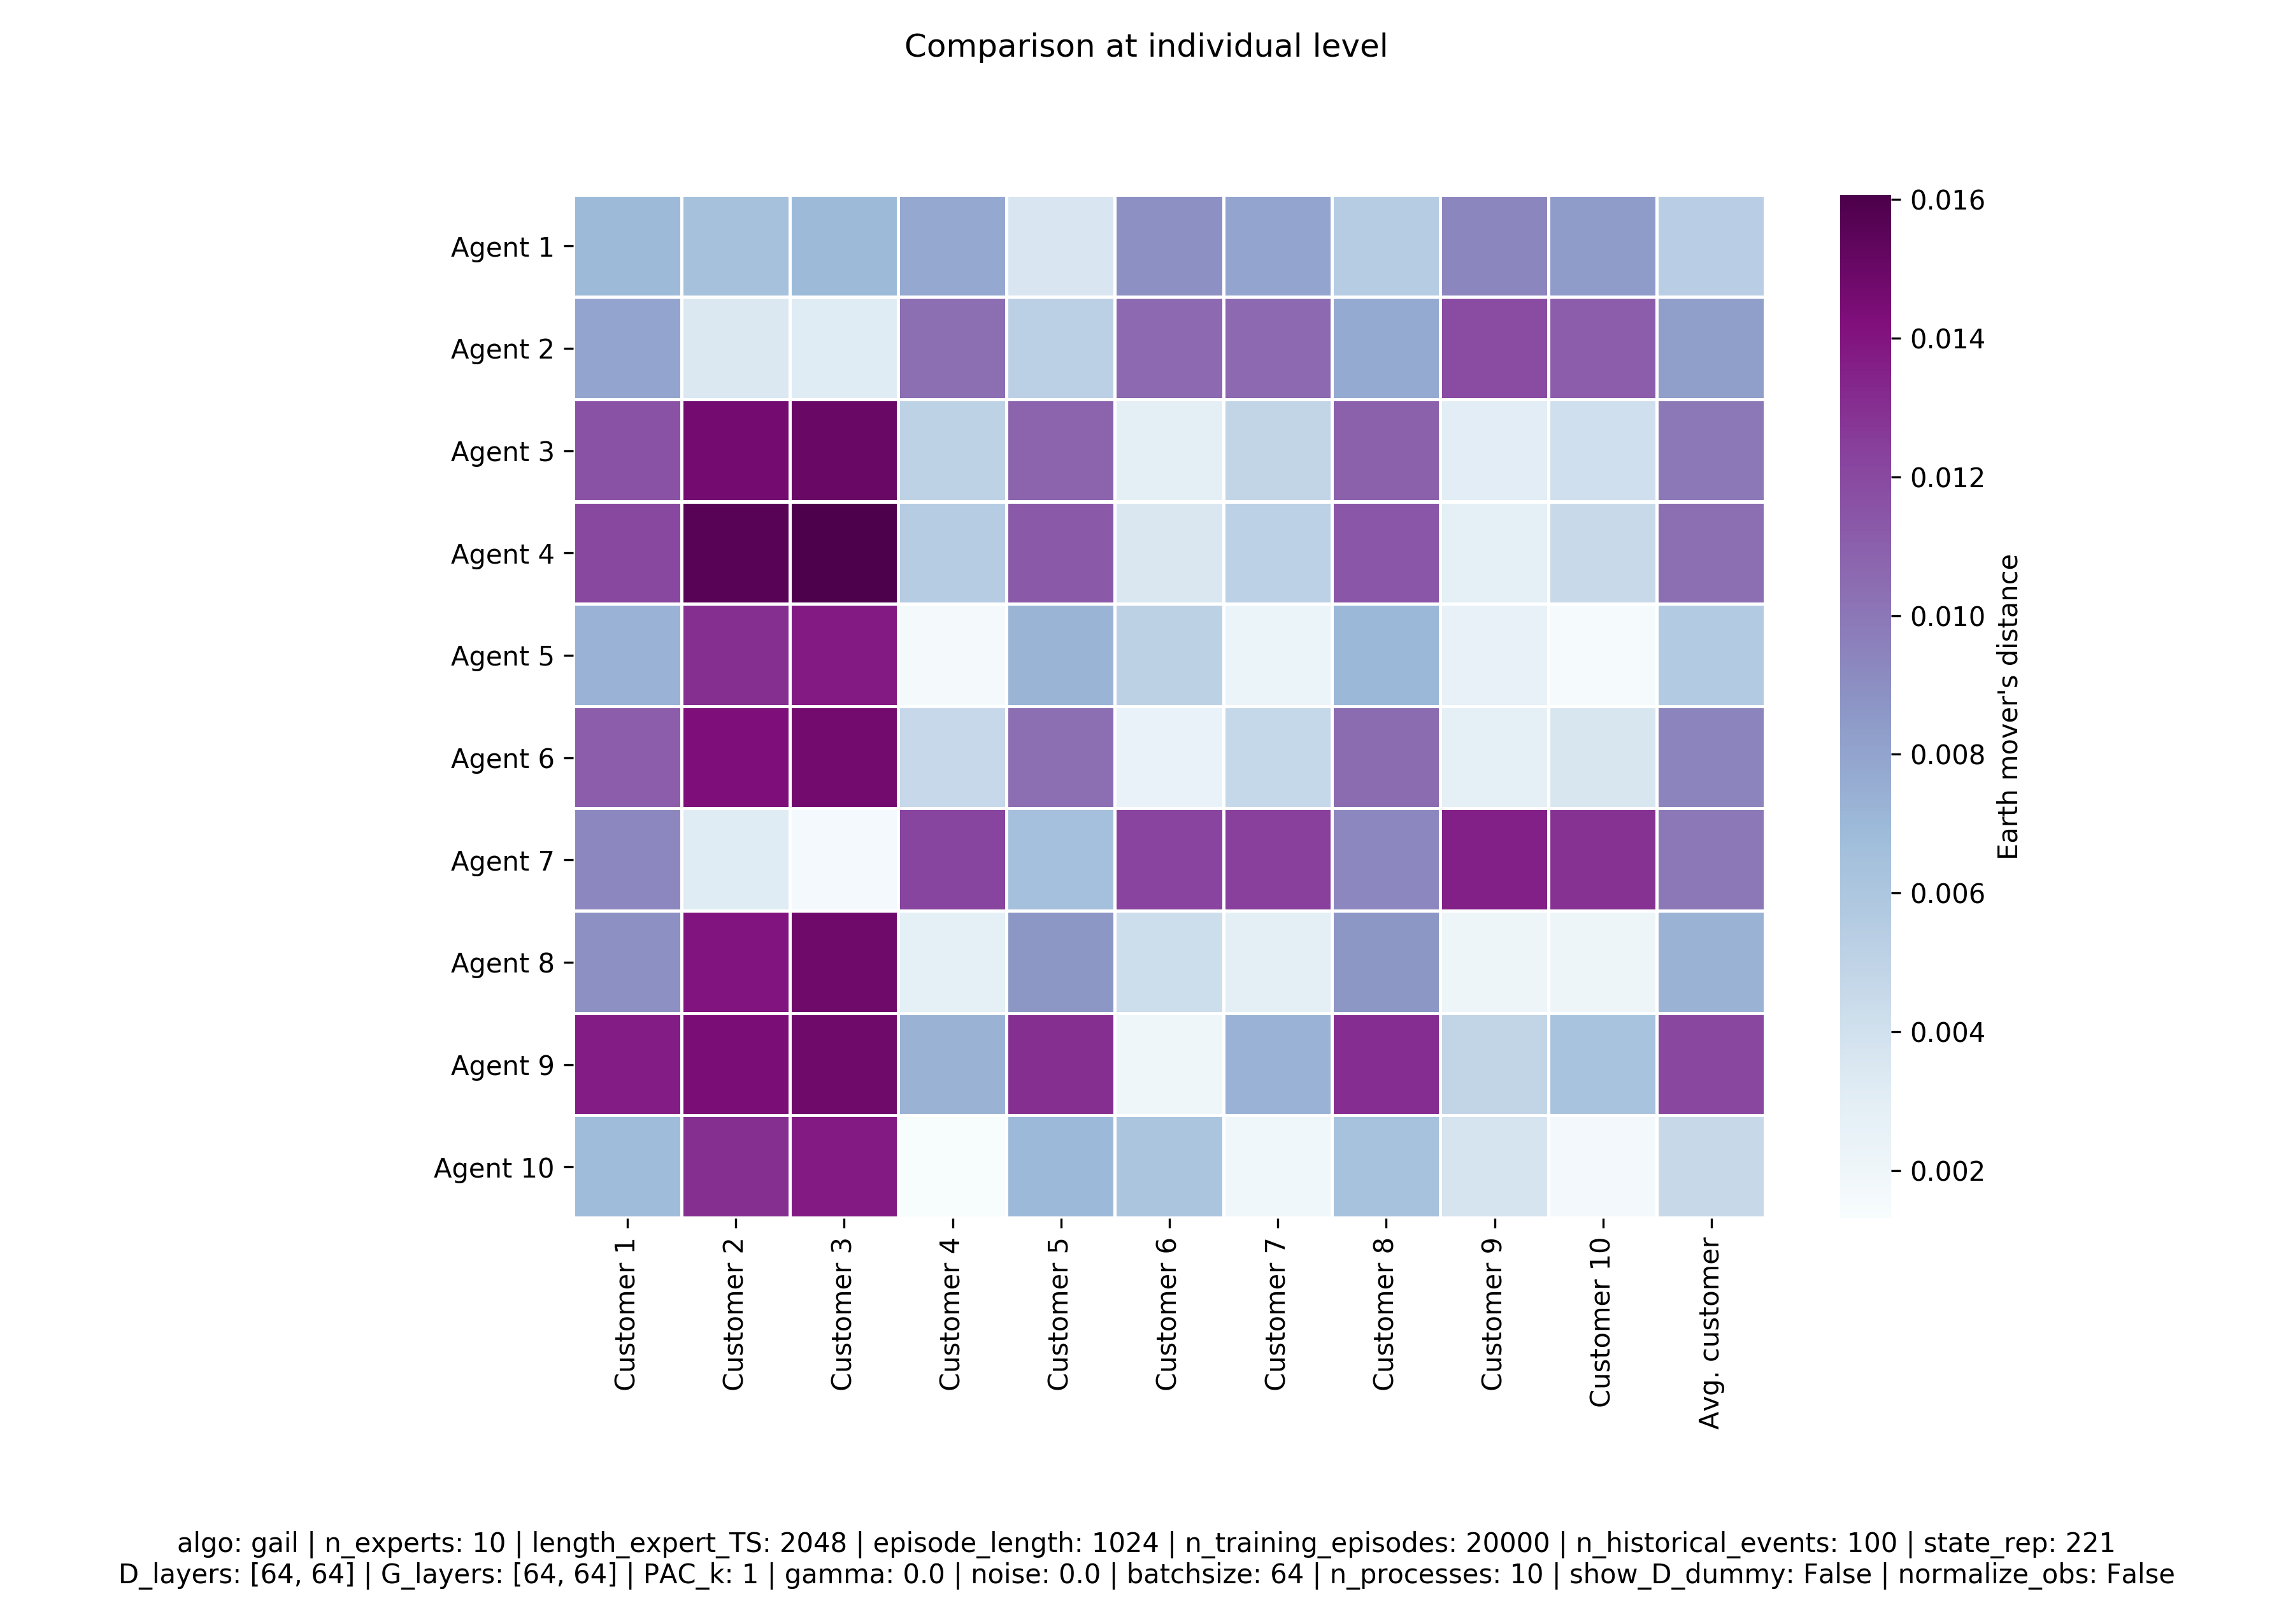 Comparison at individual level
Agent 1
Agent 2
Agent 3
Agent 4
Agent 5
Agent 6
Agent 7
Agent 8
Agent 9
Agent 10
Customer 1
Customer 2
Customer 3
Customer 4
Customer 5
Customer 6
Customer 7
Customer 8
Customer 9
Customer 10
Avg. customer
0.016
0.014
0.012
0.010
0.008
0.006
0.004
0.002
Earth mover's distance
algo: gail | n_experts: 10 | length_expert_TS: 2048 | episode_length: 1024 | n_training_episodes: 20000 | n_historical_events: 100 | state_rep: 221
D_layers: [64, 64] | G_layers: [64, 64] | PAC_k: 1 | gamma: 0.0 | noise: 0.0 | batchsize: 64 | n_processes: 10 | show_D_dummy: False | normalize_obs: False